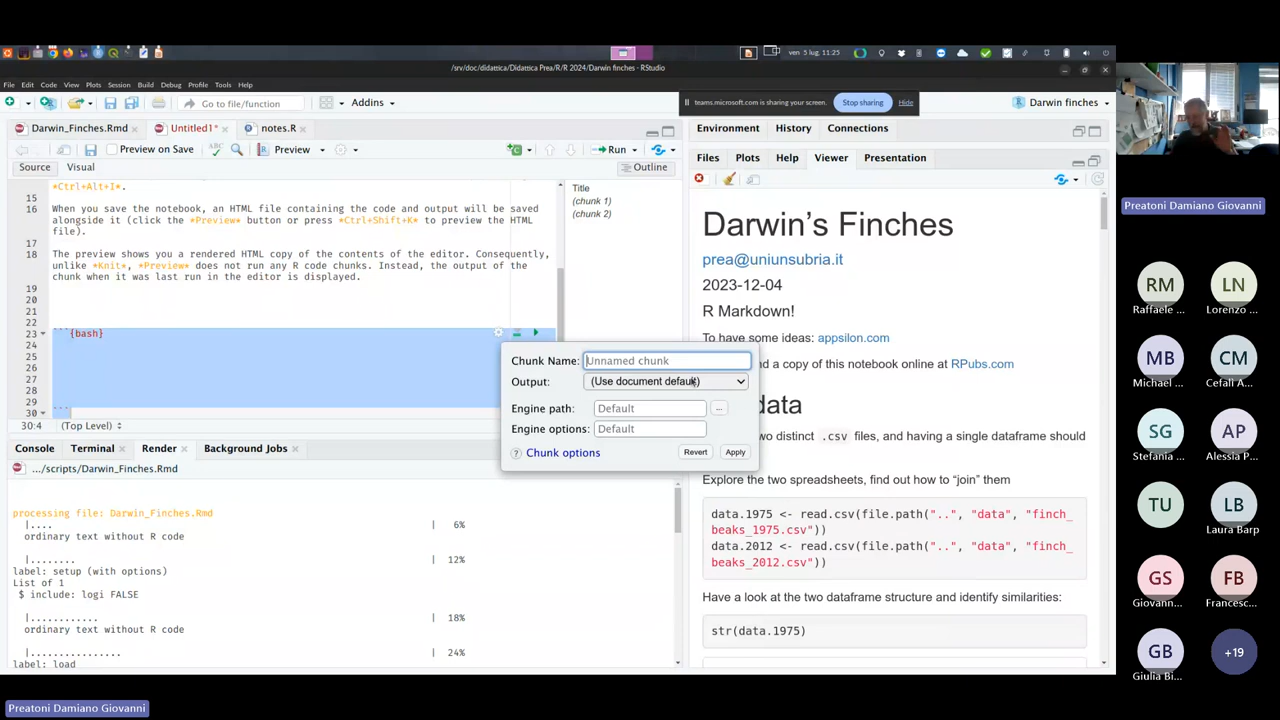 ven 5 lug, 11:25
/srv/doc/didattica/Didattica Prea/R/R 2024/Darwin finches - RStudio
File Edit Code View Plots Session Build Debug Profile Tools Help
Go to file/function
Addins
teams.microsoft.com is sharing your screen.
Stop sharing
Hide
Darwin finches
Darwin_Finches.Rmd
Untitled1*
notes.R
Preview on Save
Preview
Run
Source
Visual
Outline
*Ctrl+Alt+I*.
15
16 When you save the notebook, an HTML file containing the code and output will be saved
alongside it (click the *Preview* button or press *Ctrl+Shift+K* to preview the HTML
file).
17
18 The preview shows you a rendered HTML copy of the contents of the editor. Consequently,
unlike *Knit*, *Preview* does not run any R code chunks. Instead, the output of the
chunk when it was last run in the editor is displayed.
19
20
21
22
23 ```{bash}
24
25
26
27
28
29 ```
30
30:4
(Top Level)
Title
(chunk 1)
(chunk 2)
Chunk Name: Unnamed chunk
Output: (Use document default)
Engine path: Default ...
Engine options: Default
? Chunk options
Revert
Apply
Console
Terminal
Render
Background Jobs
.../scripts/Darwin_Finches.Rmd
processing file: Darwin_Finches.Rmd
|.... | 6%
ordinary text without R code
|........ | 12%
label: setup (with options)
List of 1
$ include: logi FALSE
|............ | 18%
ordinary text without R code
|................ | 24%
label: load
Environment
History
Connections
Files
Plots
Help
Viewer
Presentation
Darwin's Finches
prea@uniunsubria.it
2023-12-04
R Markdown!
To have some ideas: appsilon.com
nd a copy of this notebook online at RPubs.com
data
wo distinct .csv files, and having a single dataframe should
Explore the two spreadsheets, find out how to "join" them
data.1975 <- read.csv(file.path("..", "data", "finch_
beaks_1975.csv"))
data.2012 <- read.csv(file.path("..", "data", "finch_
beaks_2012.csv"))
Have a look at the two dataframe structure and identify similarities:
str(data.1975)
Preatoni Damiano Giovanni
RM
Raffaele ...
LN
Lorenzo ...
MB
Michael ...
CM
Cefalì A...
SG
Stefania ...
AP
Alessia P...
TU
LB
Laura Barp
GS
Giovann...
FB
Francesc...
GB
Giulia Bi...
+19
Preatoni Damiano Giovanni